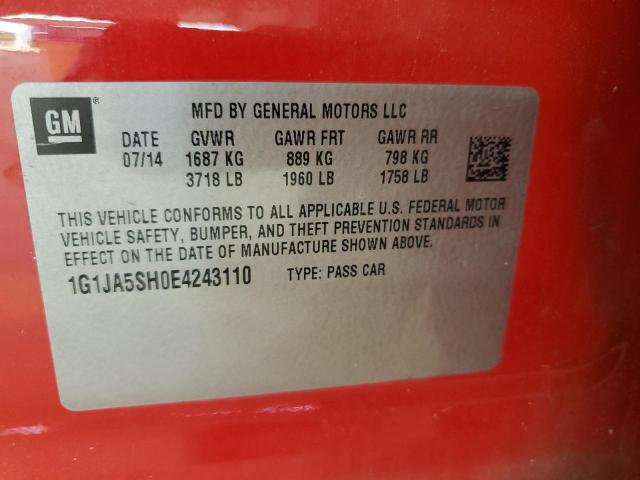 GM ®
MFD BY GENERAL MOTORS LLC
DATE GVWR GAWR FRT GAWR RR
07/14 1687 KG 889 KG 798 KG
3718 LB 1960 LB 1758 LB
THIS VEHICLE CONFORMS TO ALL APPLICABLE U.S. FEDERAL MOTOR
VEHICLE SAFETY, BUMPER, AND THEFT PREVENTION STANDARDS IN
EFFECT ON THE DATE OF MANUFACTURE SHOWN ABOVE.
1G1JA5SH0E4243110 TYPE: PASS CAR